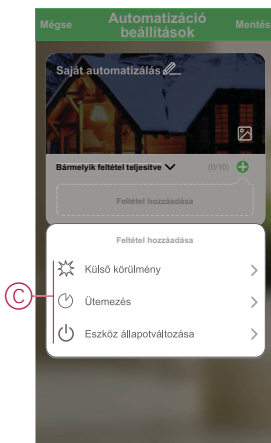 Mégse
Automatizáció
beállítások
Mentés
Saját automatizálás
Bármelyik feltétel teljesítve
(0/10)
Feltétel hozzáadása
Feltétel hozzáadása
Külső körülmény
Ütemezés
Eszköz állapotváltozása
C